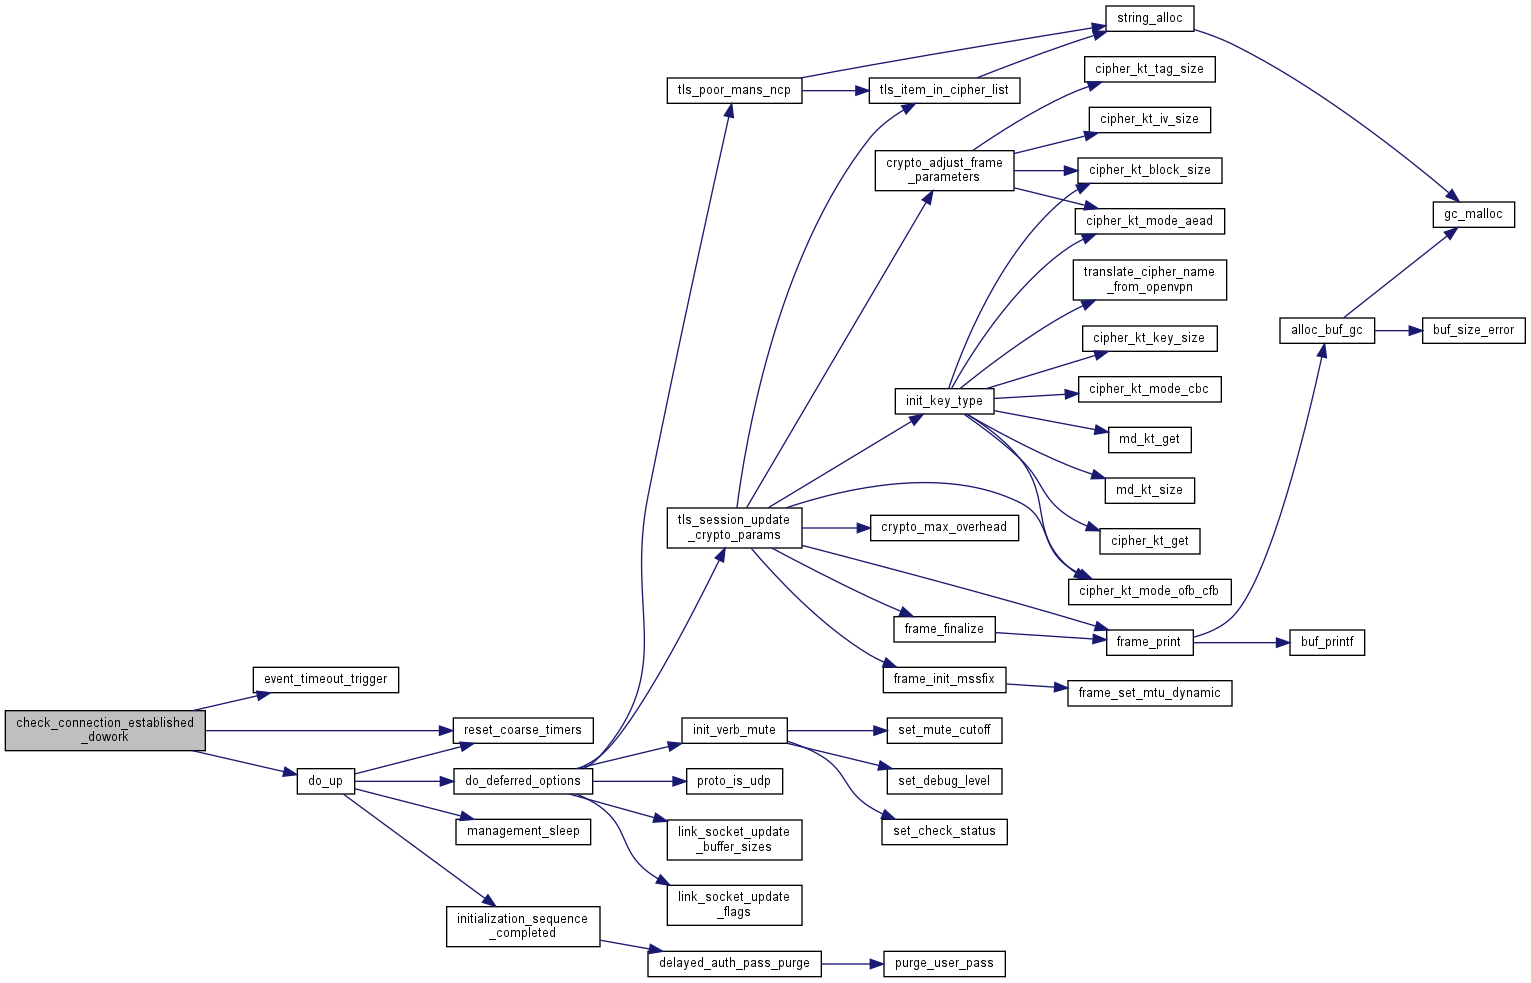 check_connection_established
_dowork
event_timeout_trigger
reset_coarse_timers
do_up
do_deferred_options
management_sleep
initialization_sequence
_completed
tls_poor_mans_ncp
tls_session_update
_crypto_params
init_verb_mute
proto_is_udp
link_socket_update
_buffer_sizes
link_socket_update
_flags
delayed_auth_pass_purge
tls_item_in_cipher_list
crypto_adjust_frame
_parameters
init_key_type
crypto_max_overhead
frame_finalize
frame_init_mssfix
set_mute_cutoff
set_debug_level
set_check_status
purge_user_pass
string_alloc
cipher_kt_tag_size
cipher_kt_iv_size
cipher_kt_block_size
cipher_kt_mode_aead
translate_cipher_name
_from_openvpn
cipher_kt_key_size
cipher_kt_mode_cbc
md_kt_get
md_kt_size
cipher_kt_get
cipher_kt_mode_ofb_cfb
frame_print
frame_set_mtu_dynamic
alloc_buf_gc
buf_printf
gc_malloc
buf_size_error